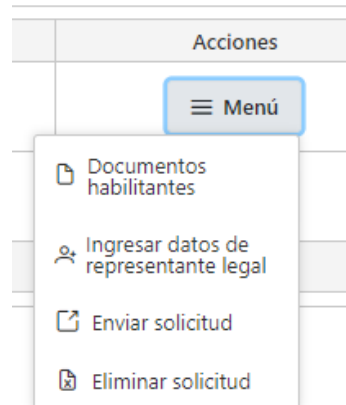 Acciones
Menú
Documentos
habilitantes
Ingresar datos de
representante legal
Enviar solicitud
Eliminar solicitud